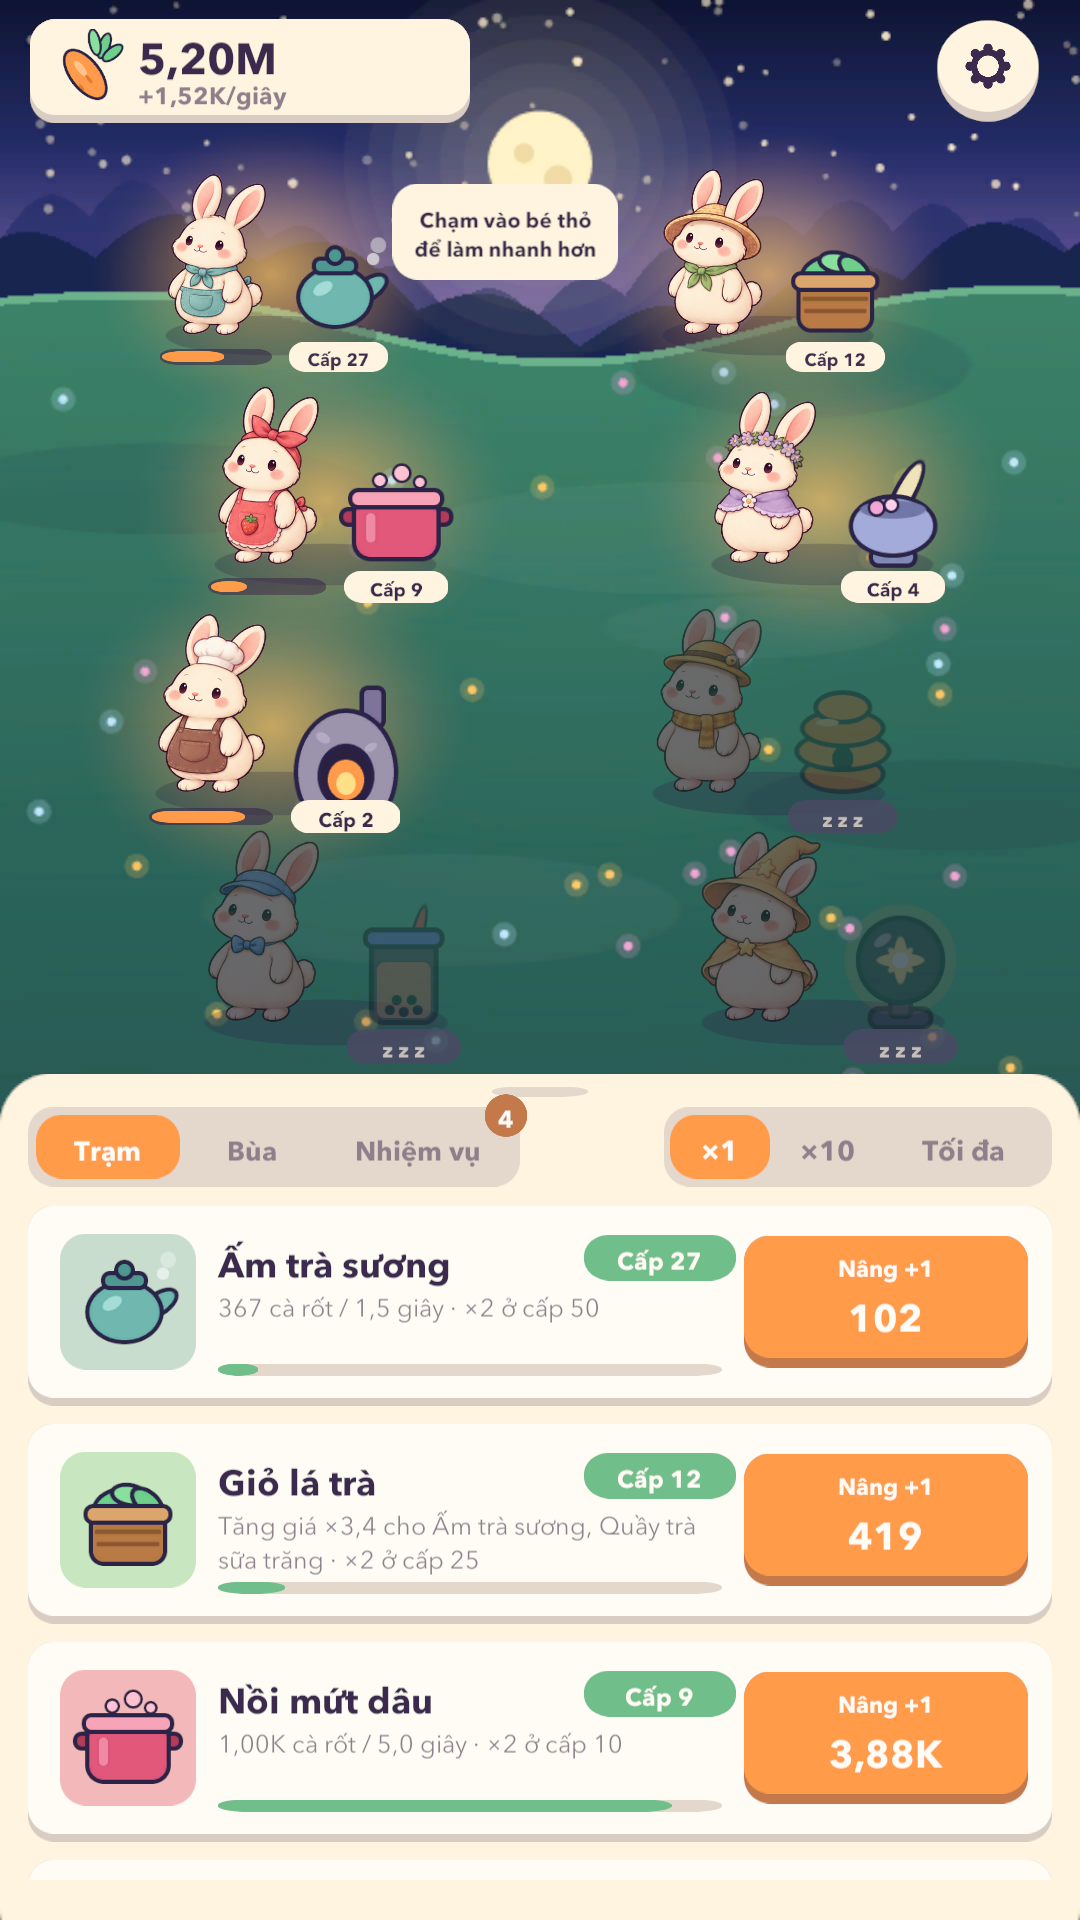 5,20M
+1,52K/giây
Chạm vào bé thỏ
để làm nhanh hơn
Cấp 27
Cấp 12
Cấp 9
Cấp 4
Cấp 2
z z z
z z z
z z z
4
Trạm
Bùa
Nhiệm vụ
×1
×10
Tối đa
Ấm trà sương
Cấp 27
367 cà rốt / 1,5 giây · ×2 ở cấp 50
Nâng +1
102
Giỏ lá trà
Cấp 12
Tăng giá ×3,4 cho Ấm trà sương, Quầy trà
sữa trăng · ×2 ở cấp 25
Nâng +1
419
Nồi mứt dâu
Cấp 9
1,00K cà rốt / 5,0 giây · ×2 ở cấp 10
Nâng +1
3,88K